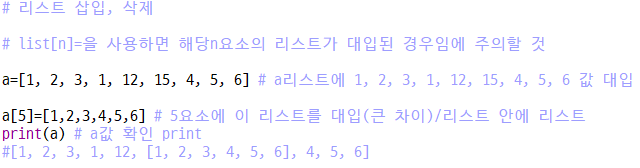 # 리스트 삽입, 삭제
# list[n]=을 사용하면 해당n요소의 리스트가 대입된 경우임에 주의할 것
a=[1, 2, 3, 1, 12, 15, 4, 5, 6] # a리스트에 1, 2, 3, 1, 12, 15, 4, 5, 6 값 대입
a[5]=[1,2,3,4,5,6] # 5요소에 이 리스트를 대입(큰 차이)/리스트 안에 리스트
print(a) # a값 확인 print
#[1, 2, 3, 1, 12, [1, 2, 3, 4, 5, 6], 4, 5, 6]